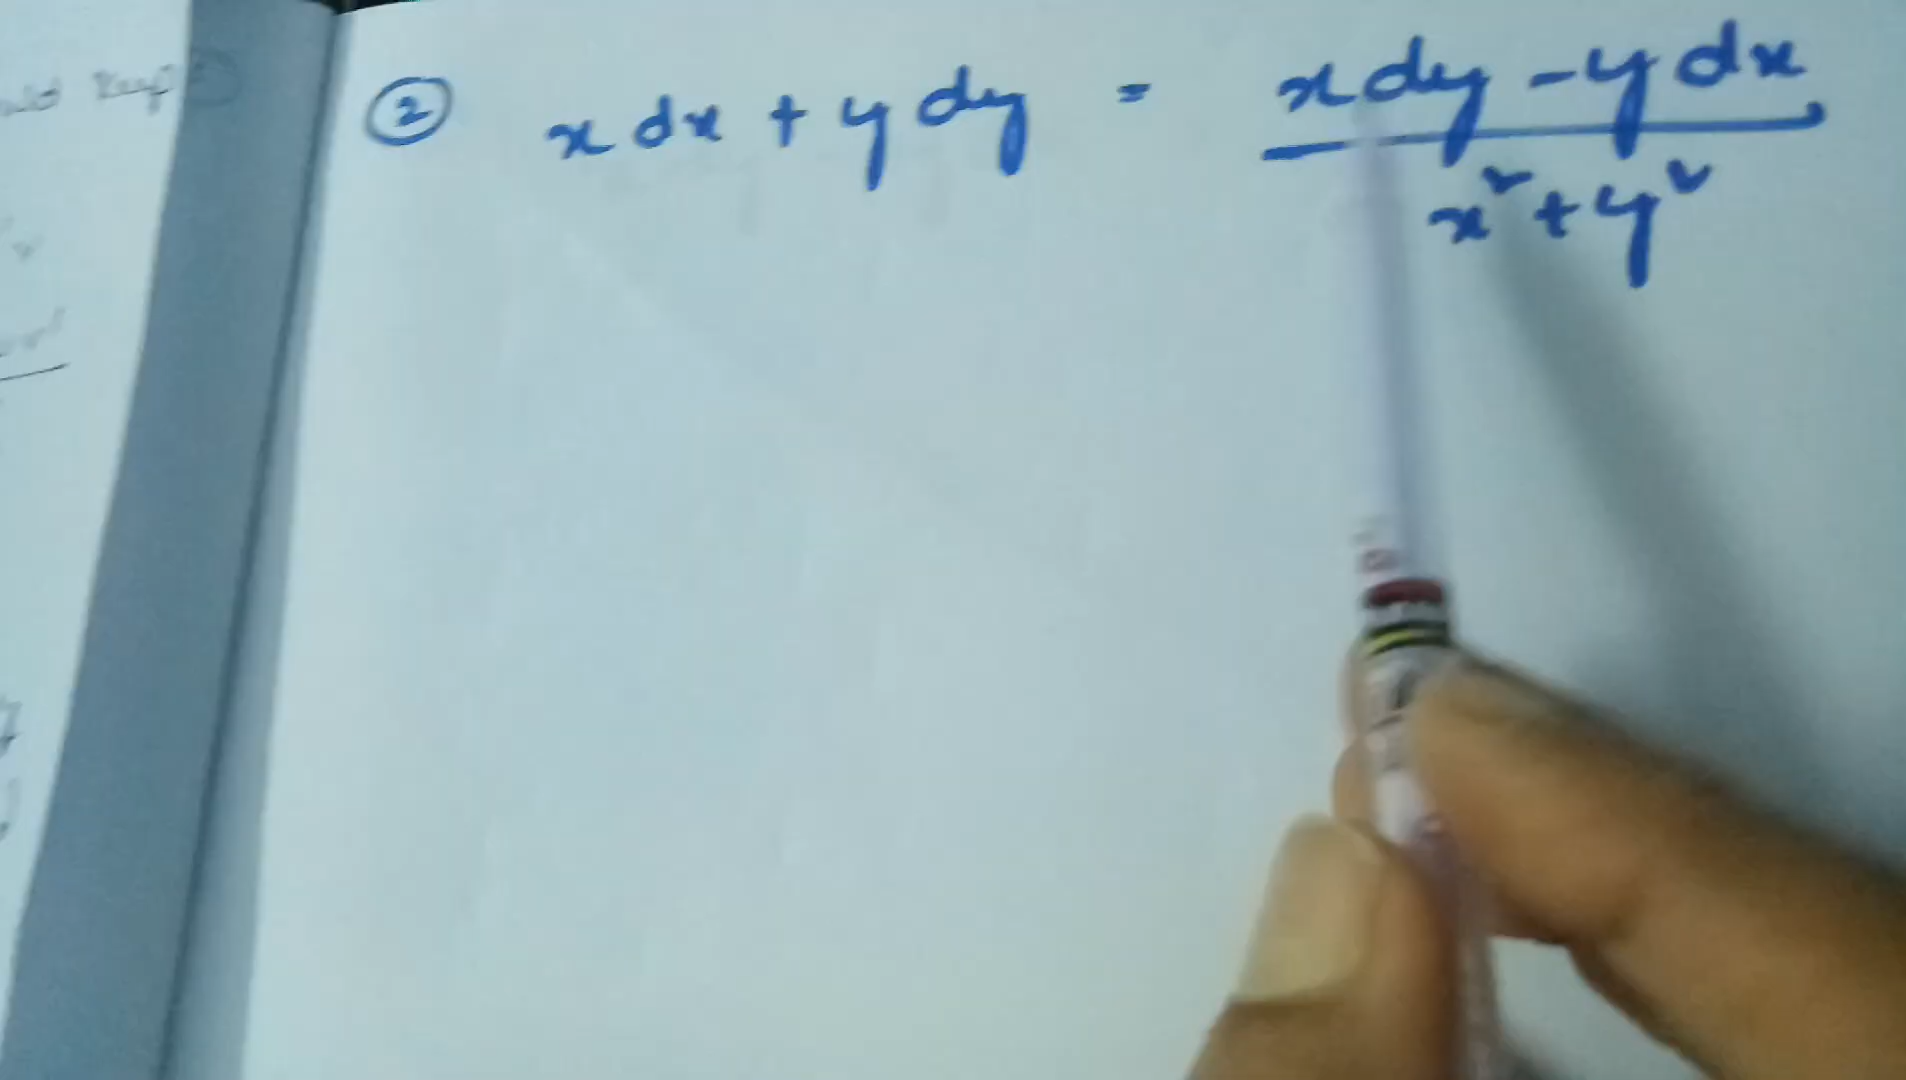 ② x dx + y dy = (x dy - y dx) / (x² + y²)